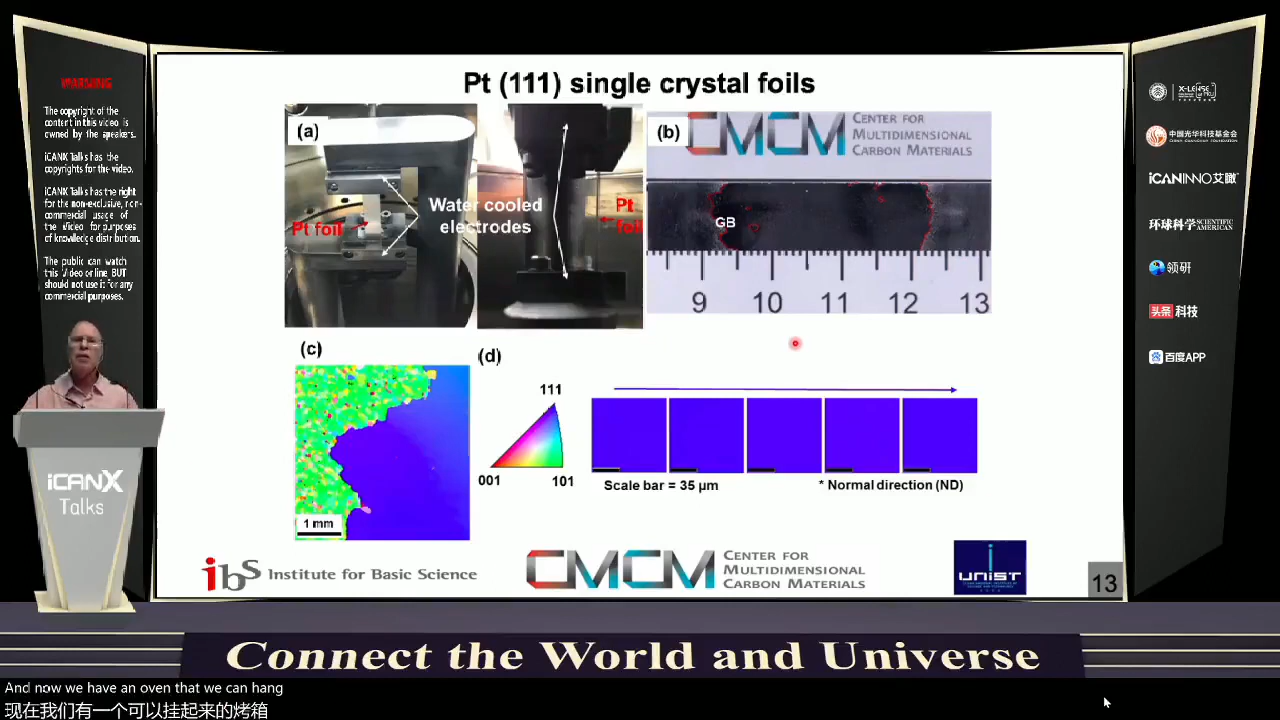 WARNING
The copyright of the
content in this video is
owned by the speakers.
iCANX Talks has the
copyrights for the video.
iCANX Talks has the right
for the non-exclusive, non-
commercial usage of
the Video for purposes
of knowledge distribution.
The public can watch
this Video online, BUT
should not use it for any
commercial purposes.
iCANX
Talks
Pt (111) single crystal foils
(a)
Water cooled
electrodes
Pt foil
Pt
foil
(b)
CMCM
CENTER FOR
MULTIDIMENSIONAL
CARBON MATERIALS
GB
9 10 11 12 13
(c)
1 mm
(d)
111
001
101
Scale bar = 35 µm
* Normal direction (ND)
ibS Institute for Basic Science
CMCM
CENTER FOR
MULTIDIMENSIONAL
CARBON MATERIALS
UNIST
13
X-LENSE
中国光华科技基金会
iCANINNO艾瞰
环球科学 SCIENTIFIC AMERICAN
领研
头条 科技
百度APP
Connect the World and Universe
And now we have an oven that we can hang
现在我们有一个可以挂起来的烤箱